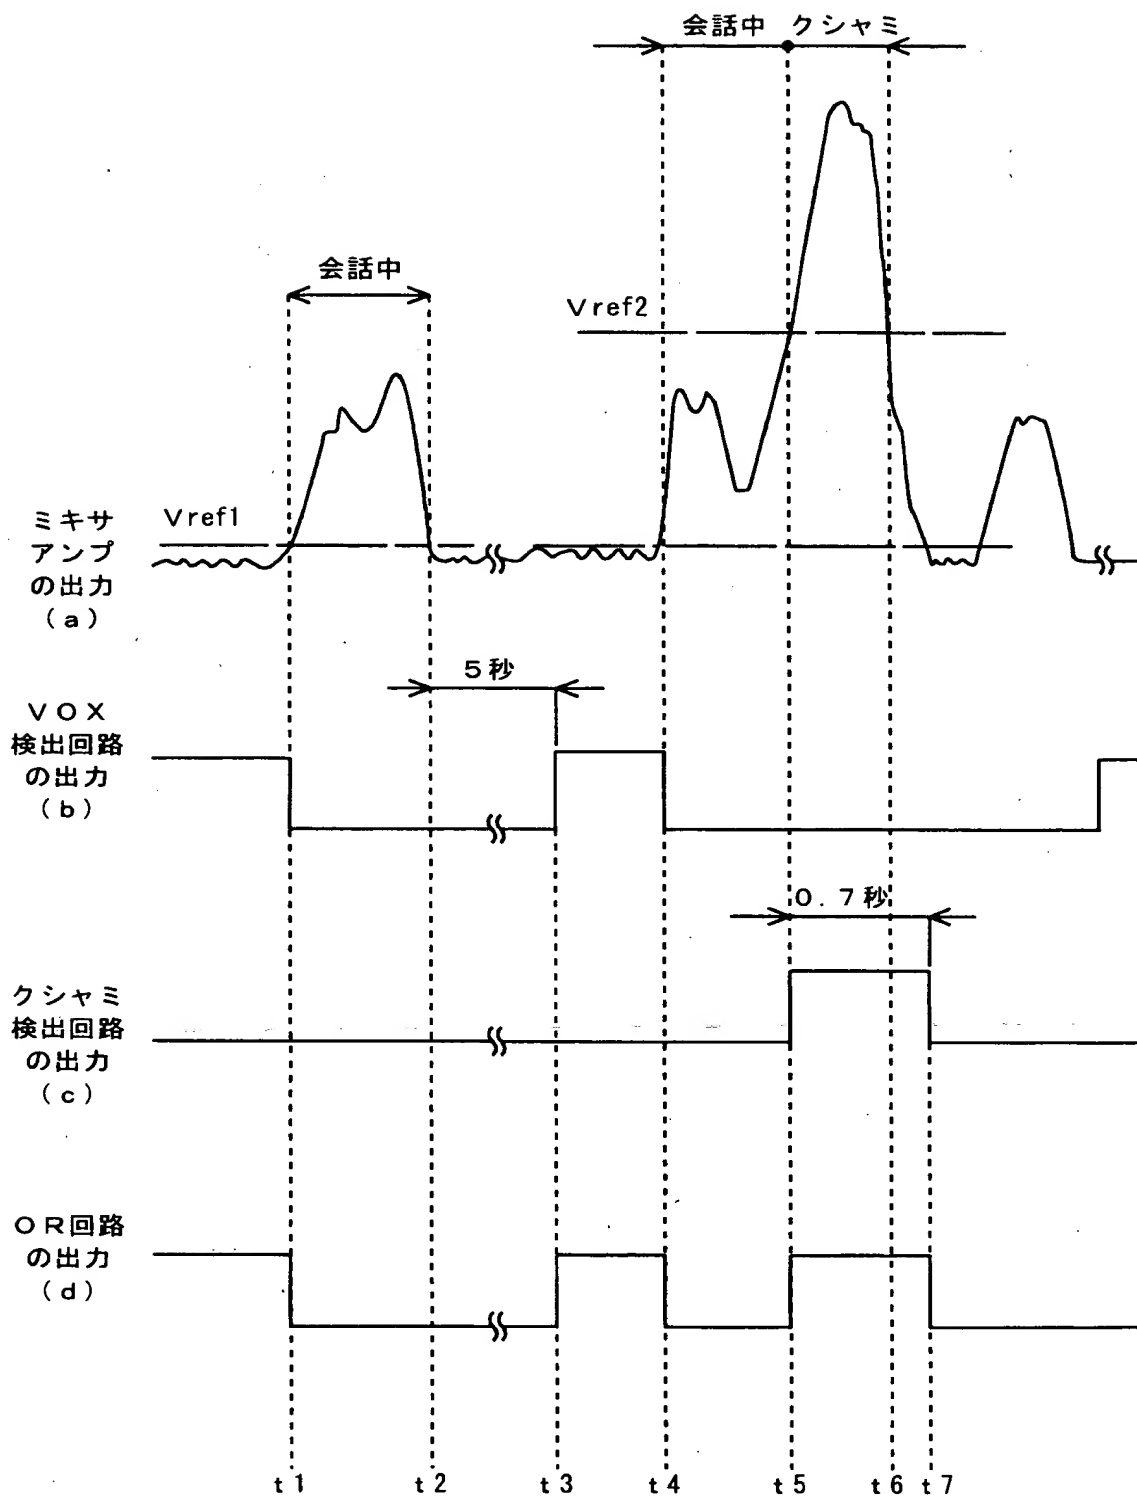 会話中 クシャミ
会話中
Vref2
Vref1
ミキサ
アンプ
の出力
(a)
5秒
VOX
検出回路
の出力
(b)
0.7秒
クシャミ
検出回路
の出力
(c)
OR回路
の出力
(d)
t1 t2 t3 t4 t5 t6 t7